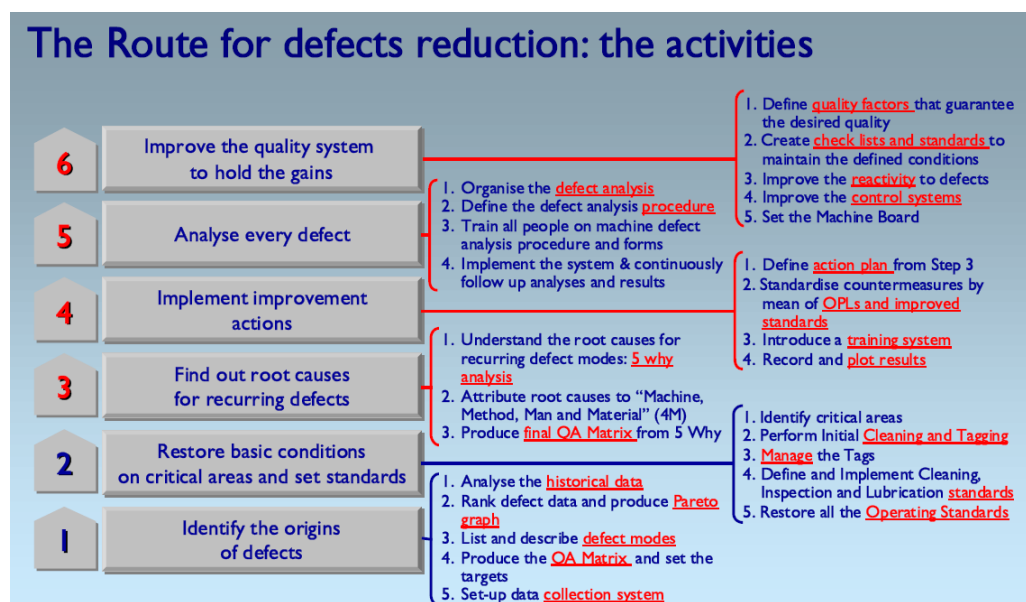 The Route for defects reduction: the activities
6
Improve the quality system
to hold the gains
1. Define quality factors that guarantee
the desired quality
2. Create check lists and standards to
maintain the defined conditions
3. Improve the reactivity to defects
4. Improve the control systems
5. Set the Machine Board
5
Analyse every defect
1. Organise the defect analysis
2. Define the defect analysis procedure
3. Train all people on machine defect
analysis procedure and forms
4. Implement the system & continuously
follow up analyses and results
4
Implement improvement
actions
1. Define action plan from Step 3
2. Standardise countermeasures by
mean of OPLs and improved
standards
3. Introduce a training system
4. Record and plot results
3
Find out root causes
for recurring defects
1. Understand the root causes for
recurring defect modes: 5 why
analysis
2. Attribute root causes to “Machine,
Method, Man and Material” (4M)
3. Produce final QA Matrix from 5 Why
2
Restore basic conditions
on critical areas and set standards
1. Identify critical areas
2. Perform Initial Cleaning and Tagging
3. Manage the Tags
4. Define and Implement Cleaning,
Inspection and Lubrication standards
5. Restore all the Operating Standards
1
Identify the origins
of defects
1. Analyse the historical data
2. Rank defect data and produce Pareto
graph
3. List and describe defect modes
4. Produce the QA Matrix and set the
targets
5. Set-up data collection system